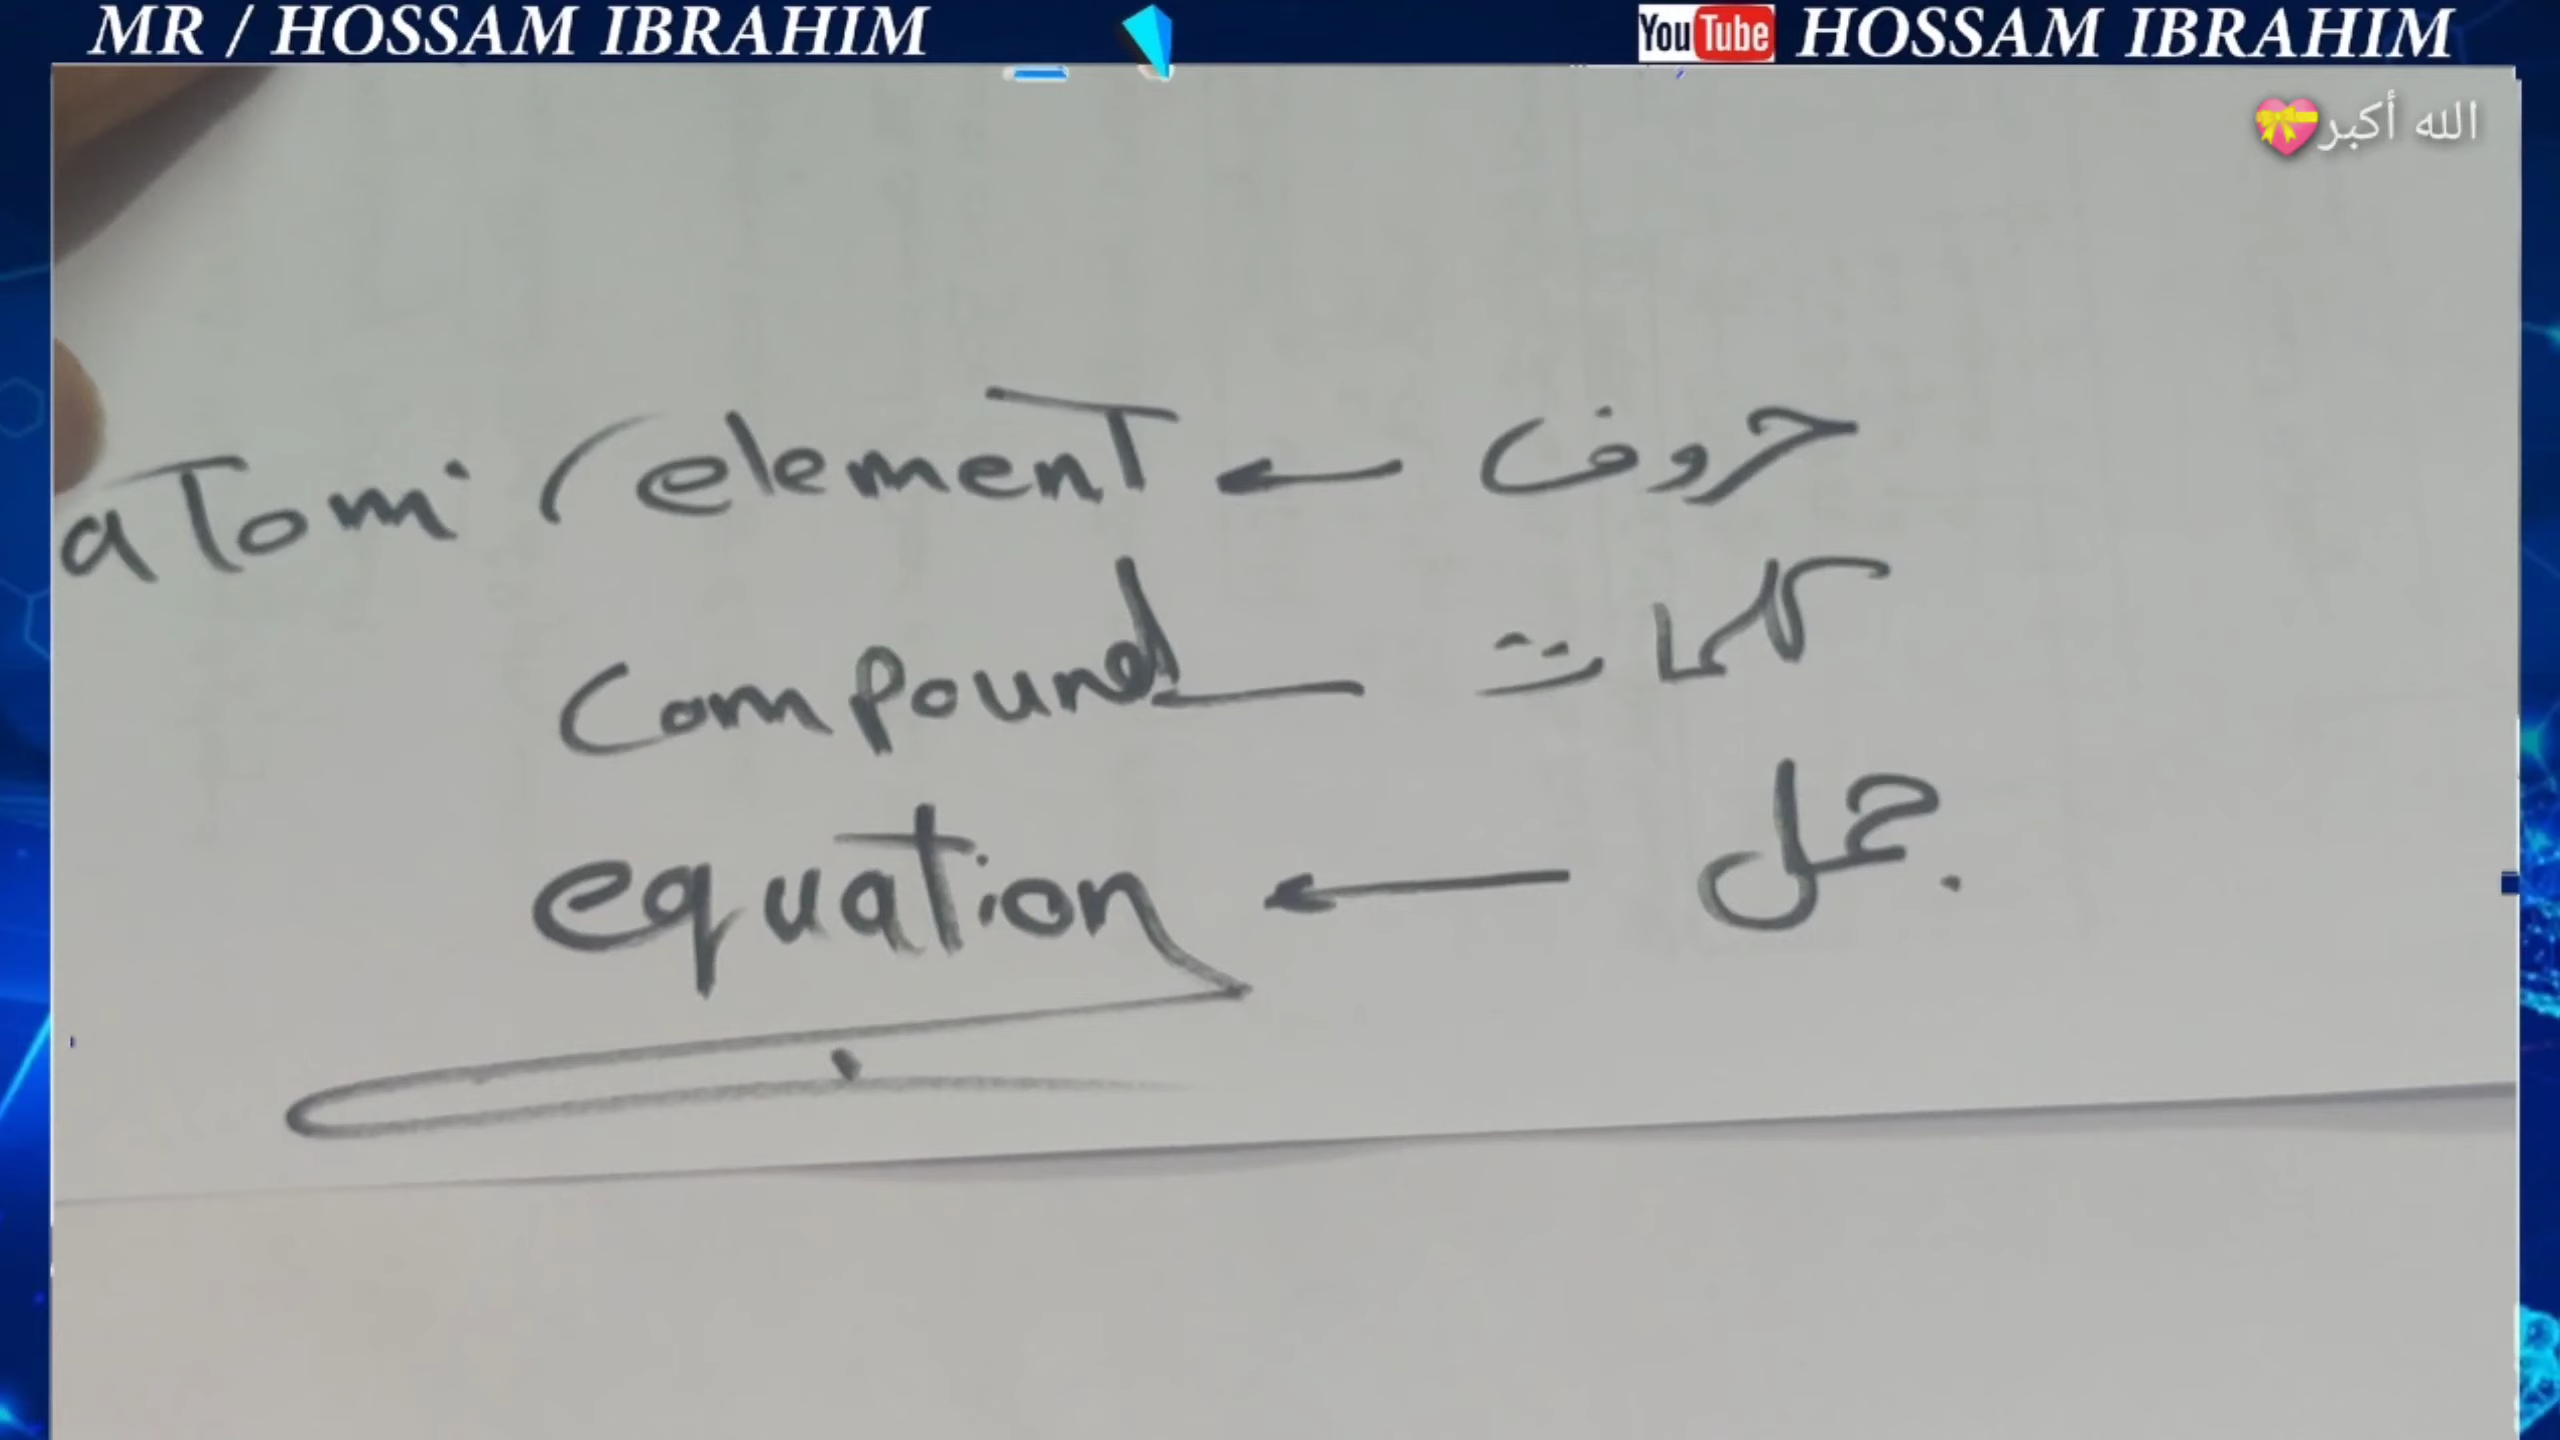 MR / HOSSAM IBRAHIM
YouTube HOSSAM IBRAHIM
الله أكبر
حروف ← element / atom
كلمات — compound
جمل ← equation